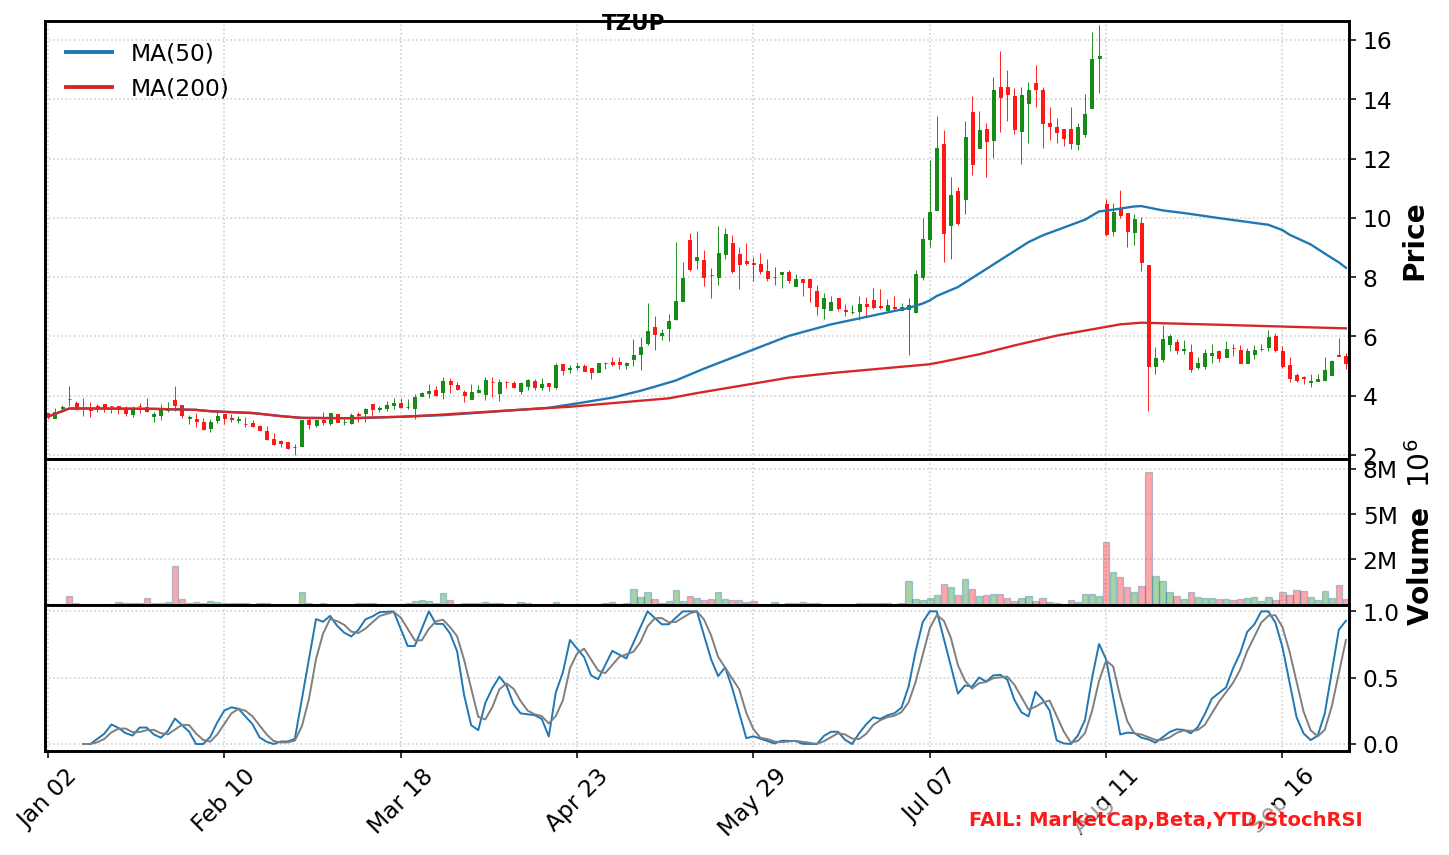 TZUP
MA(50)
MA(200)
16
14
12
10
8
6
4
2
Price
8M
5M
2M
Volume 10^6
1.0
0.5
0.0
Jan 02
Feb 10
Mar 18
Apr 23
May 29
Jul 07
Aug 11
Sep 16
FAIL: MarketCap,Beta,YTD,StochRSI